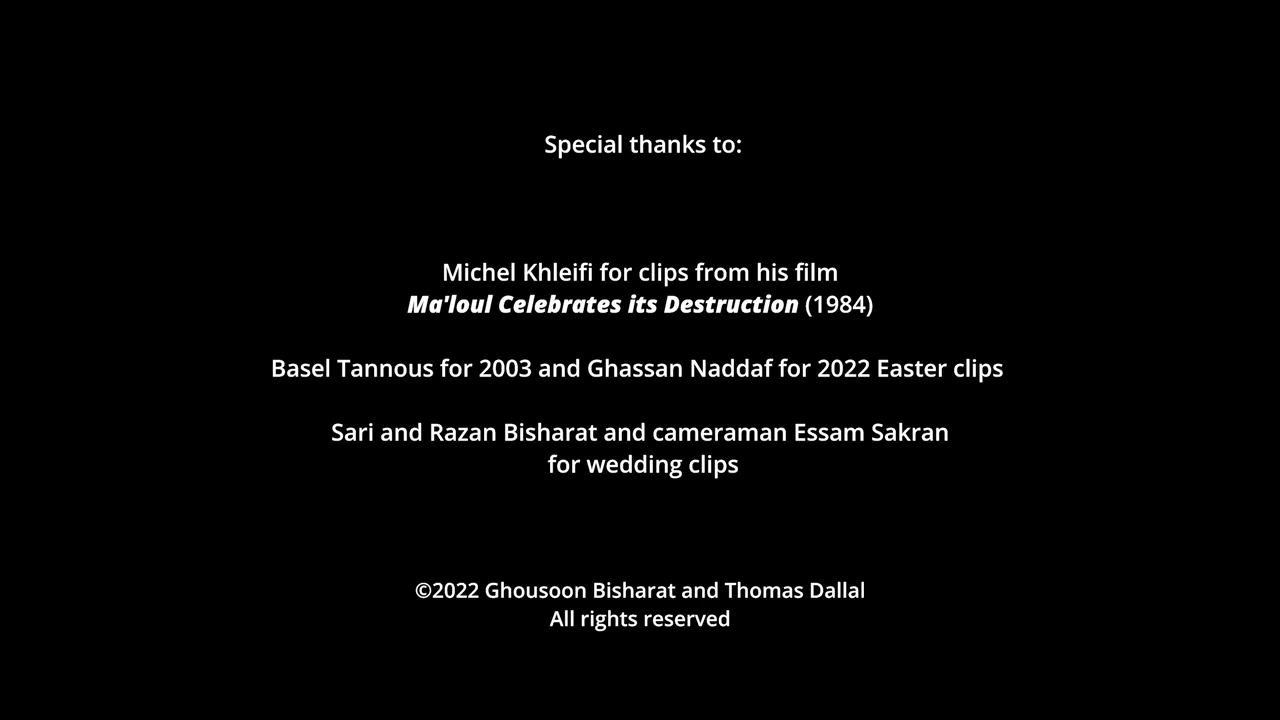 Special thanks to:
Michel Khleifi for clips from his film
Ma'loul Celebrates its Destruction (1984)
Basel Tannous for 2003 and Ghassan Naddaf for 2022 Easter clips
Sari and Razan Bisharat and cameraman Essam Sakran
for wedding clips
©2022 Ghousoon Bisharat and Thomas Dallal
All rights reserved